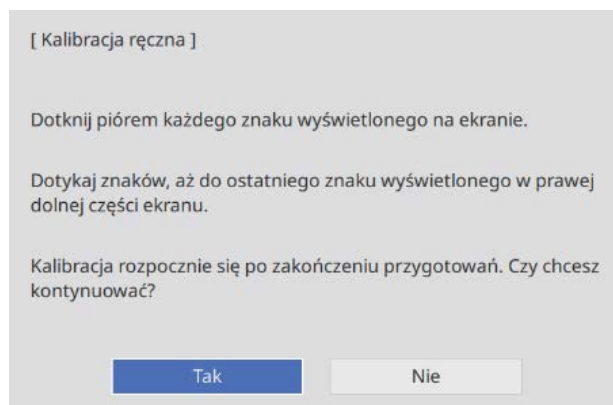 [ Kalibracja ręczna ]
Dotknij piórem każdego znaku wyświetlonego na ekranie.
Dotykaj znaków, aż do ostatniego znaku wyświetlonego w prawej
dolnej części ekranu.
Kalibracja rozpocznie się po zakończeniu przygotowań. Czy chcesz
kontynuować?
Tak Nie